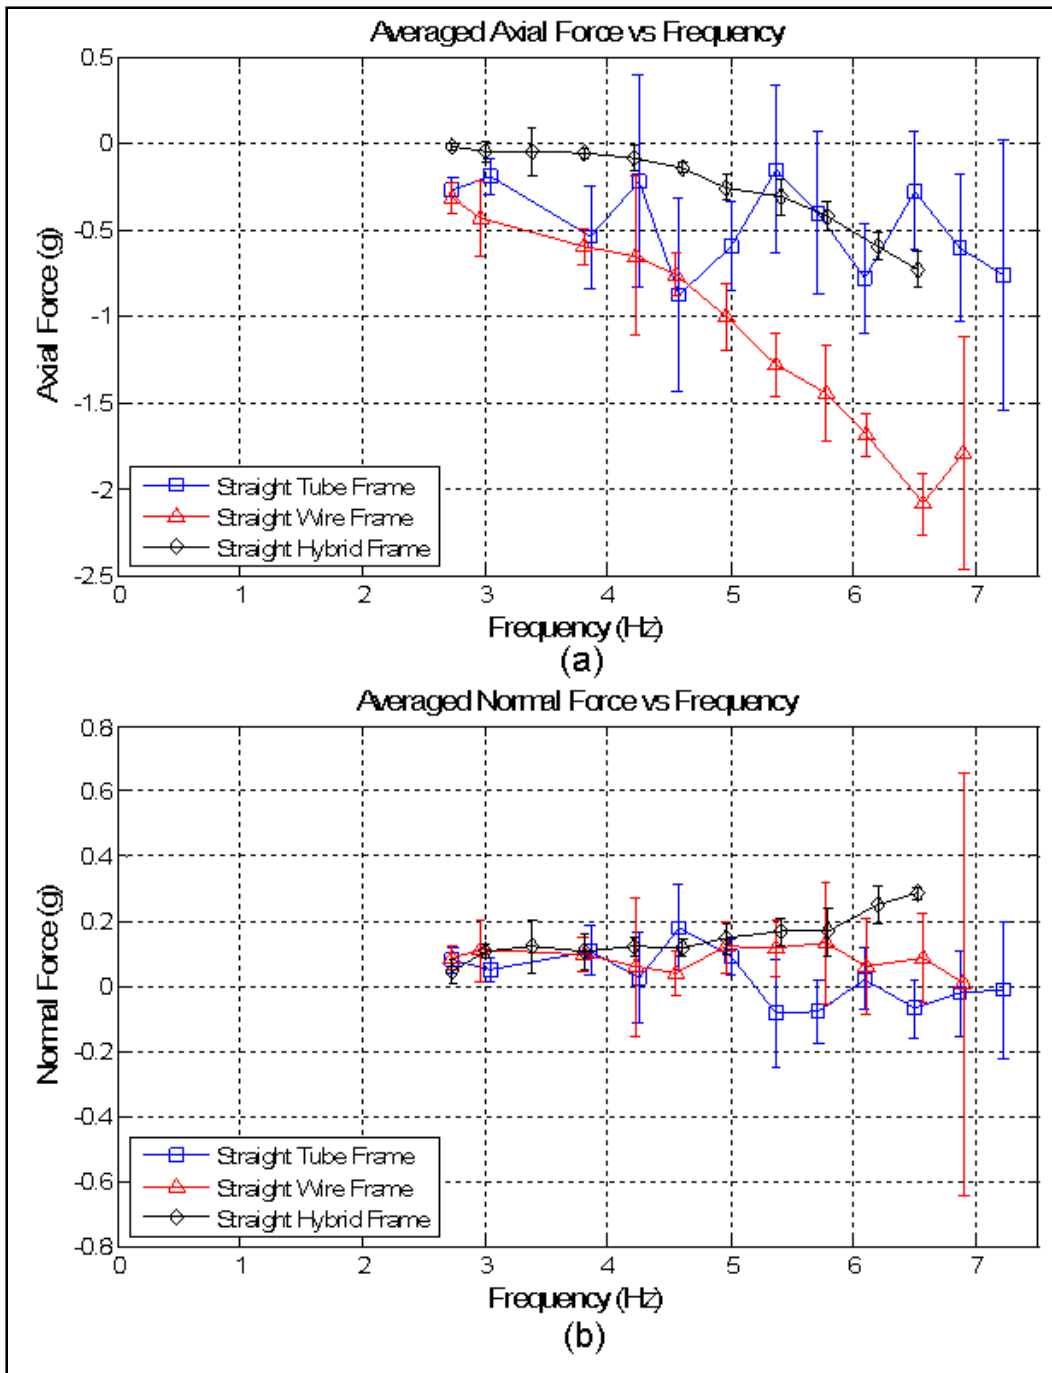 Averaged Axial Force vs Frequency
0.5
0
-0.5
-1
-1.5
-2
-2.5
Axial Force (g)
Straight Tube Frame
Straight Wire Frame
Straight Hybrid Frame
0 1 2 3 4 5 6 7
Frequency (Hz)
(a)
Averaged Normal Force vs Frequency
0.8
0.6
0.4
0.2
0
-0.2
-0.4
-0.6
-0.8
Normal Force (g)
Straight Tube Frame
Straight Wire Frame
Straight Hybrid Frame
0 1 2 3 4 5 6 7
Frequency (Hz)
(b)